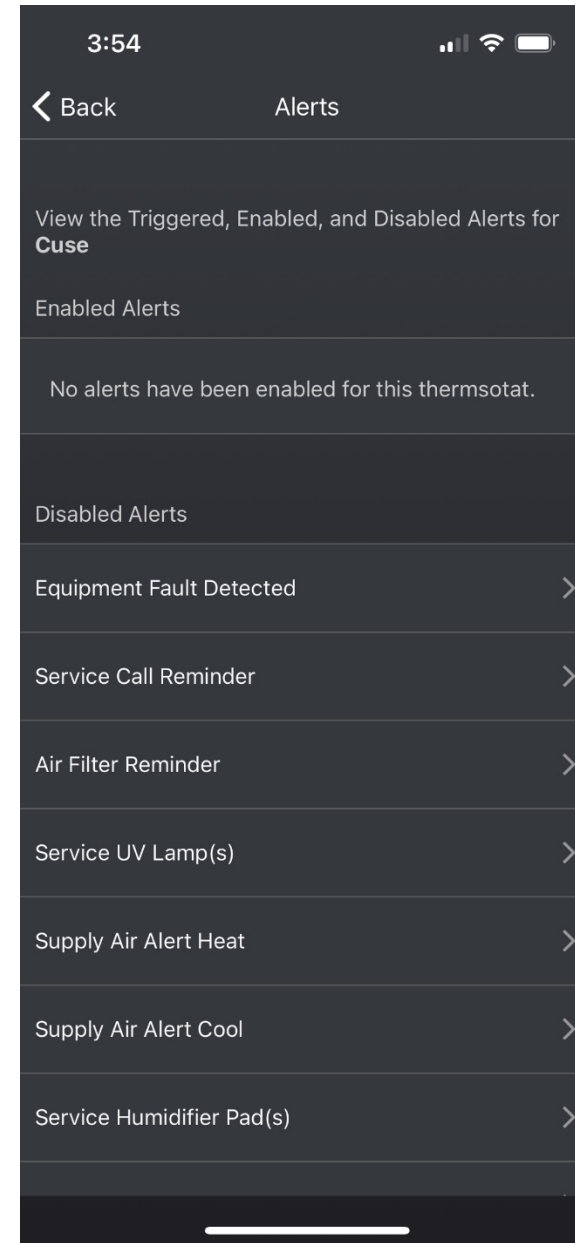 3:54
Back
Alerts
View the Triggered, Enabled, and Disabled Alerts for
Cuse
Enabled Alerts
No alerts have been enabled for this thermsotat.
Disabled Alerts
Equipment Fault Detected
Service Call Reminder
Air Filter Reminder
Service UV Lamp(s)
Supply Air Alert Heat
Supply Air Alert Cool
Service Humidifier Pad(s)